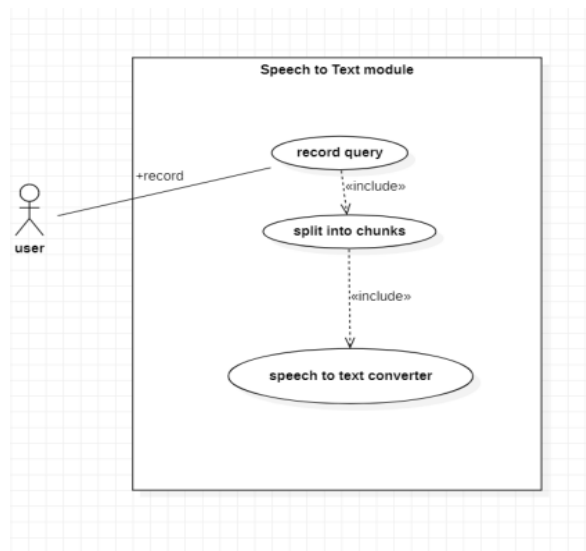 Speech to Text module
record query
+record
«include»
user
split into chunks
«include»
speech to text converter